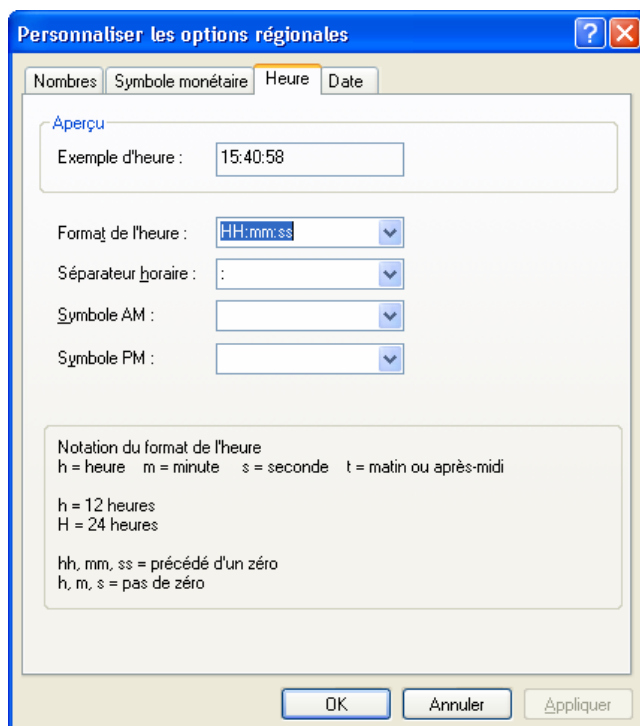 Personnaliser les options régionales
?
Nombres Symbole monétaire Heure Date
Aperçu
Exemple d'heure : 15:40:58
Format de l'heure : HH:mm:ss
Séparateur horaire : :
Symbole AM :
Symbole PM :
Notation du format de l'heure
h = heure m = minute s = seconde t = matin ou après-midi
h = 12 heures
H = 24 heures
hh, mm, ss = précédé d'un zéro
h, m, s = pas de zéro
OK Annuler Appliquer